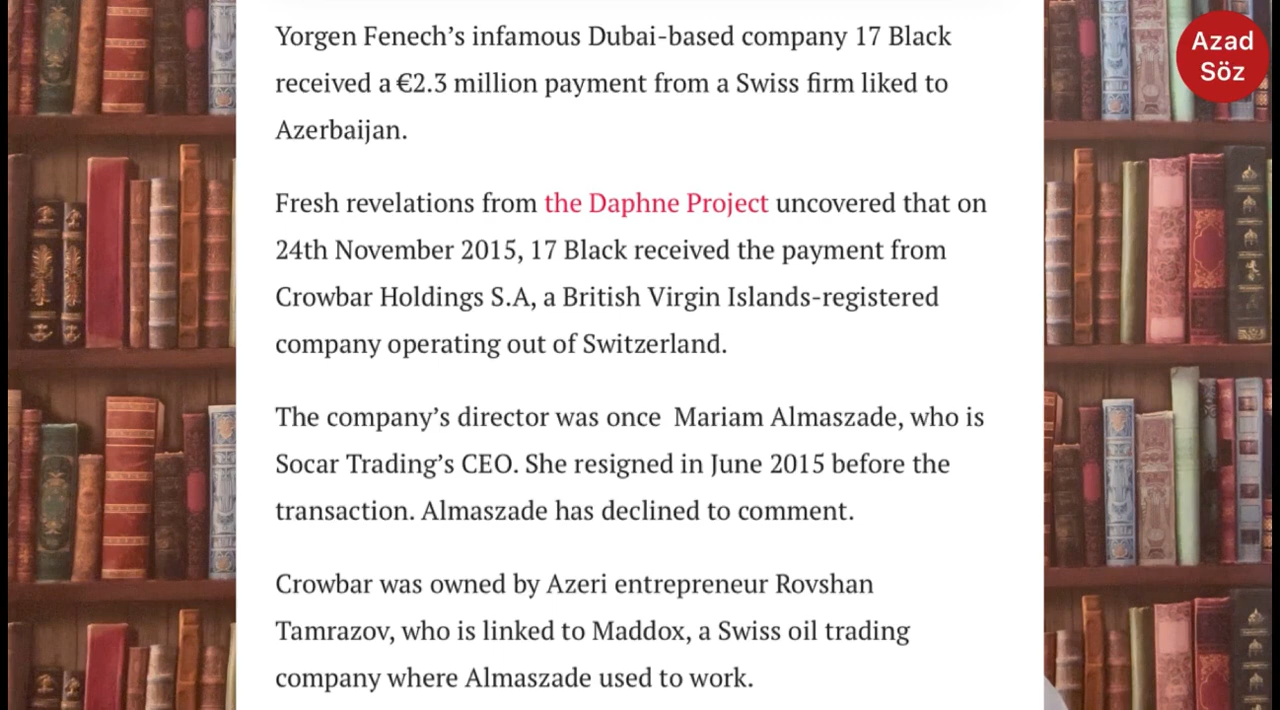 Azad
Söz
Yorgen Fenech’s infamous Dubai-based company 17 Black
received a €2.3 million payment from a Swiss firm liked to
Azerbaijan.
Fresh revelations from the Daphne Project uncovered that on
24th November 2015, 17 Black received the payment from
Crowbar Holdings S.A, a British Virgin Islands-registered
company operating out of Switzerland.
The company’s director was once  Mariam Almaszade, who is
Socar Trading’s CEO. She resigned in June 2015 before the
transaction. Almaszade has declined to comment.
Crowbar was owned by Azeri entrepreneur Rovshan
Tamrazov, who is linked to Maddox, a Swiss oil trading
company where Almaszade used to work.